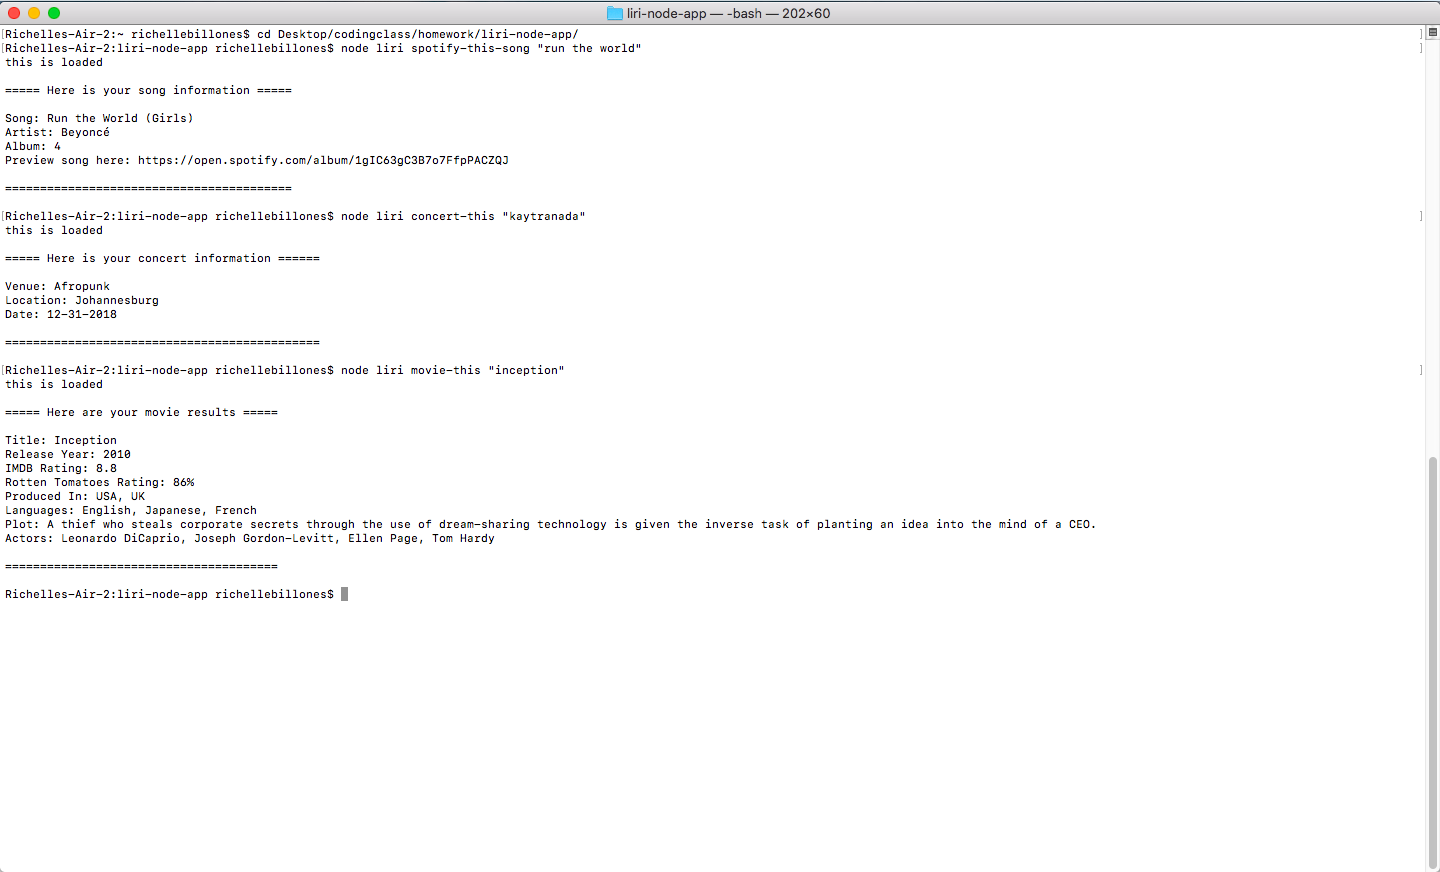 liri-node-app — -bash — 202×60
[Richelles-Air-2:~ richellebillones$ cd Desktop/codingclass/homework/liri-node-app/ ]
[Richelles-Air-2:liri-node-app richellebillones$ node liri spotify-this-song "run the world" ]
this is loaded
===== Here is your song information =====
Song: Run the World (Girls)
Artist: Beyoncé
Album: 4
Preview song here: https://open.spotify.com/album/1gIC63gC3B7o7FfpPACZQJ
=========================================
[Richelles-Air-2:liri-node-app richellebillones$ node liri concert-this "kaytranada" ]
this is loaded
===== Here is your concert information ======
Venue: Afropunk
Location: Johannesburg
Date: 12-31-2018
=============================================
[Richelles-Air-2:liri-node-app richellebillones$ node liri movie-this "inception" ]
this is loaded
===== Here are your movie results =====
Title: Inception
Release Year: 2010
IMDB Rating: 8.8
Rotten Tomatoes Rating: 86%
Produced In: USA, UK
Languages: English, Japanese, French
Plot: A thief who steals corporate secrets through the use of dream-sharing technology is given the inverse task of planting an idea into the mind of a CEO.
Actors: Leonardo DiCaprio, Joseph Gordon-Levitt, Ellen Page, Tom Hardy
=======================================
Richelles-Air-2:liri-node-app richellebillones$